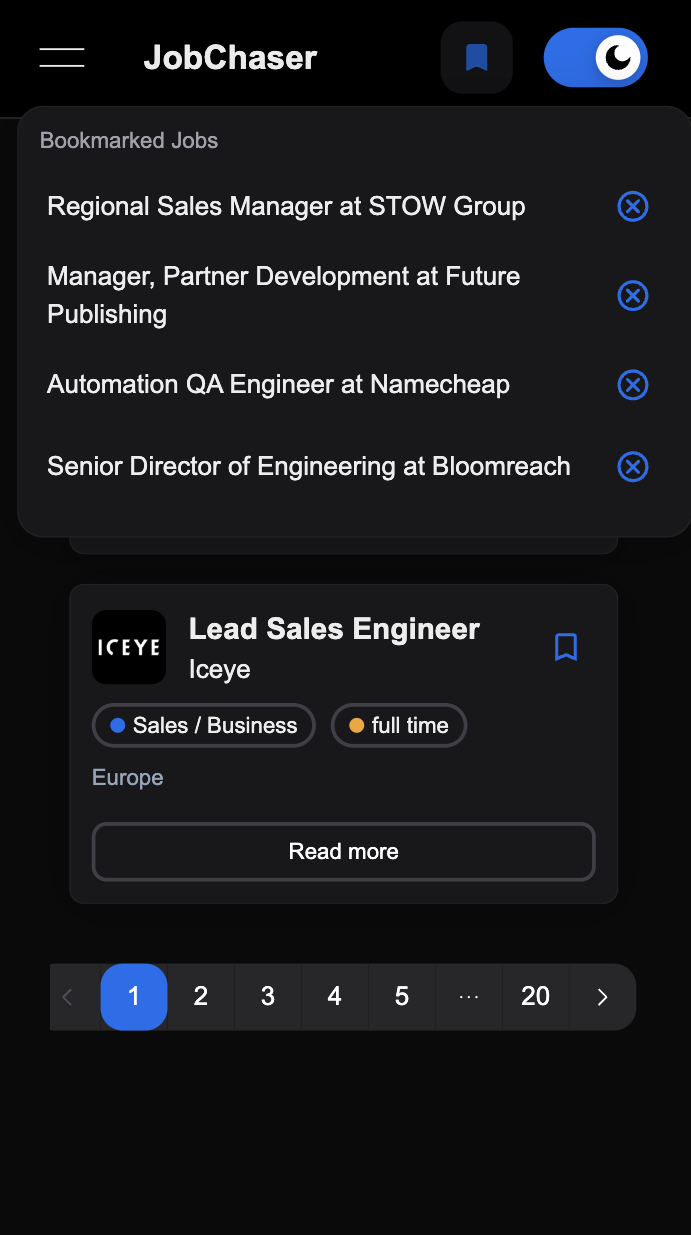 JobChaser
Bookmarked Jobs
Regional Sales Manager at STOW Group
Manager, Partner Development at Future
Publishing
Automation QA Engineer at Namecheap
Senior Director of Engineering at Bloomreach
ICEYE
Lead Sales Engineer
Iceye
Sales / Business
full time
Europe
Read more
1 2 3 4 5 ... 20